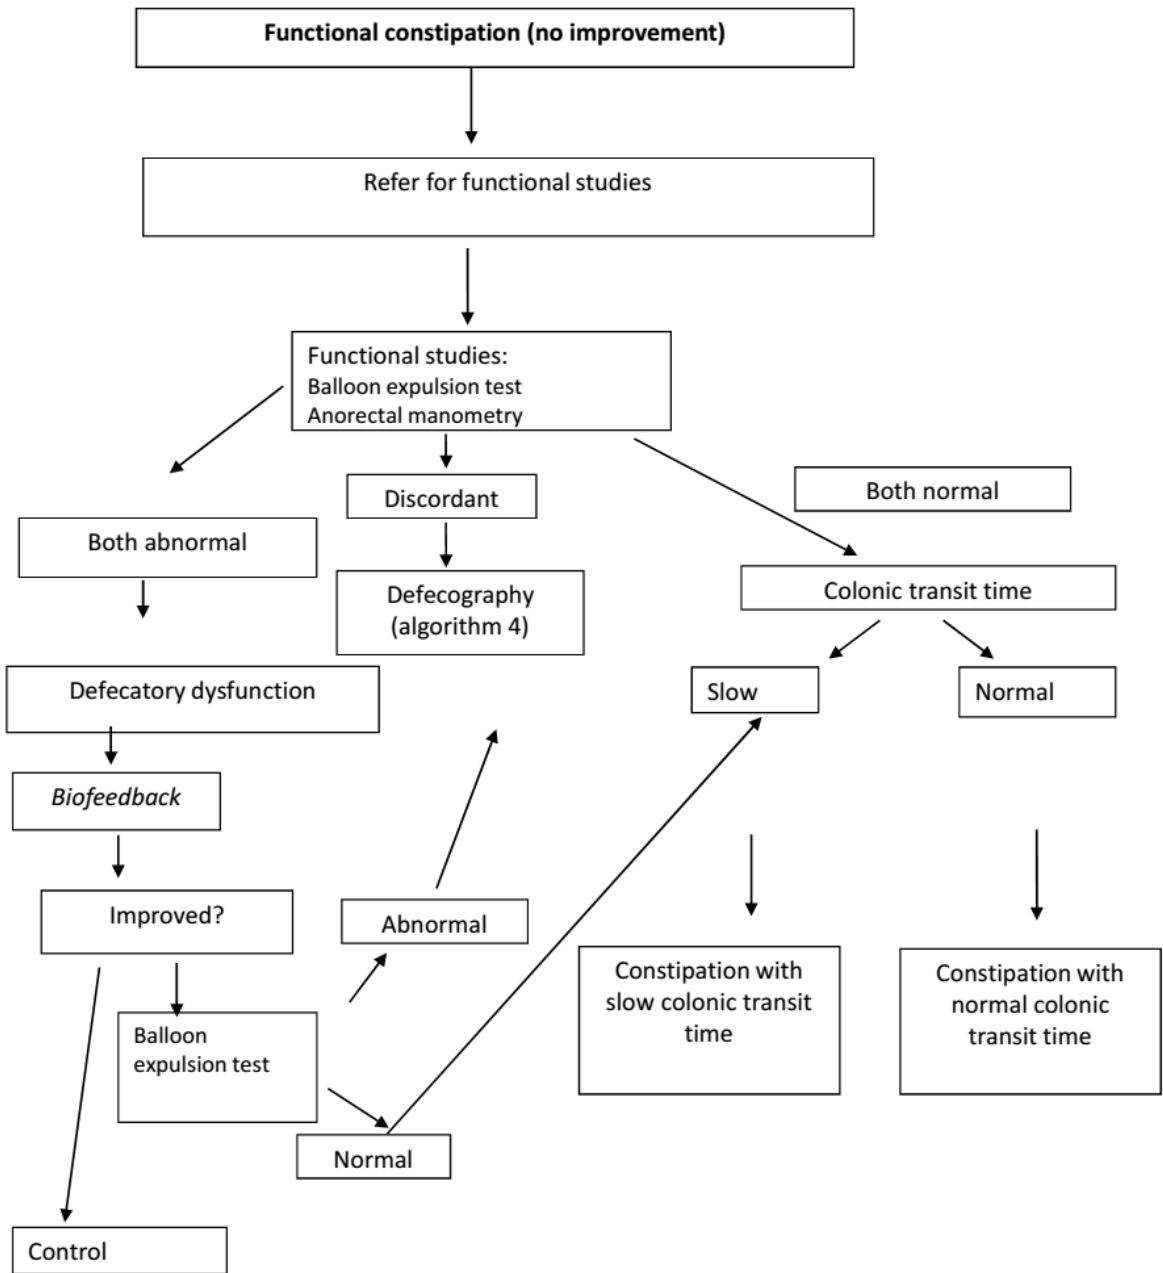 Functional constipation (no improvement)
Refer for functional studies
Functional studies:
Balloon expulsion test
Anorectal manometry
Both normal
Discordant
Both abnormal
Colonic transit time
Defecography
(algorithm 4)
Defecatory dysfunction
Slow
Normal
Biofeedback
Improved?
Abnormal
Constipation with
slow colonic transit
time
Constipation with
normal colonic
transit time
Balloon
expulsion test
Normal
Control